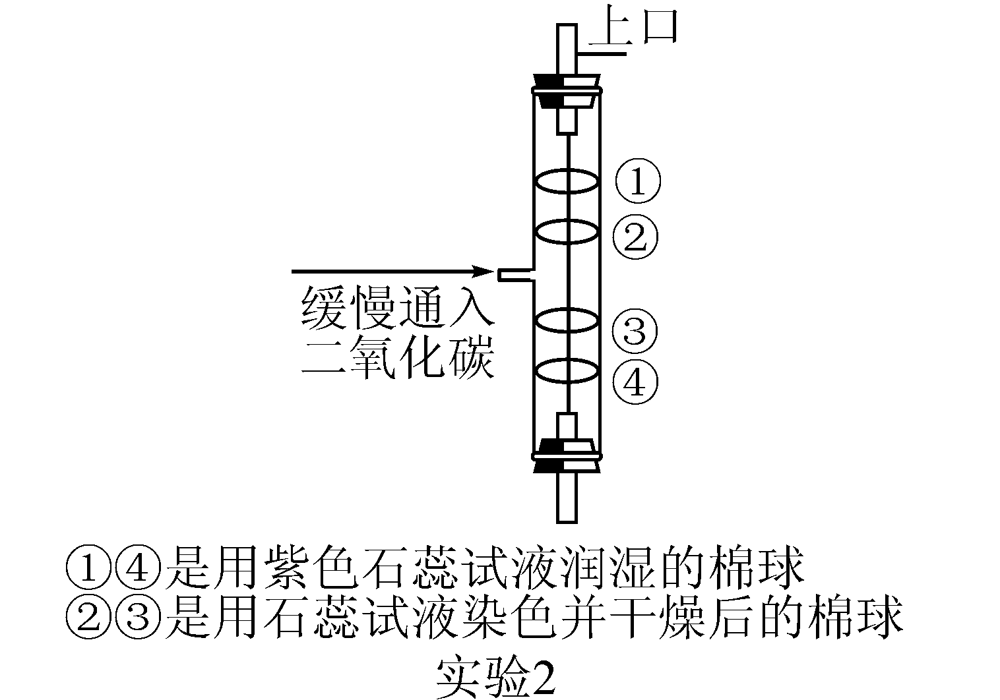 上口
①
②
缓慢通入
二氧化碳
③
④
①④是用紫色石蕊试液润湿的棉球
②③是用石蕊试液染色并干燥后的棉球
实验2